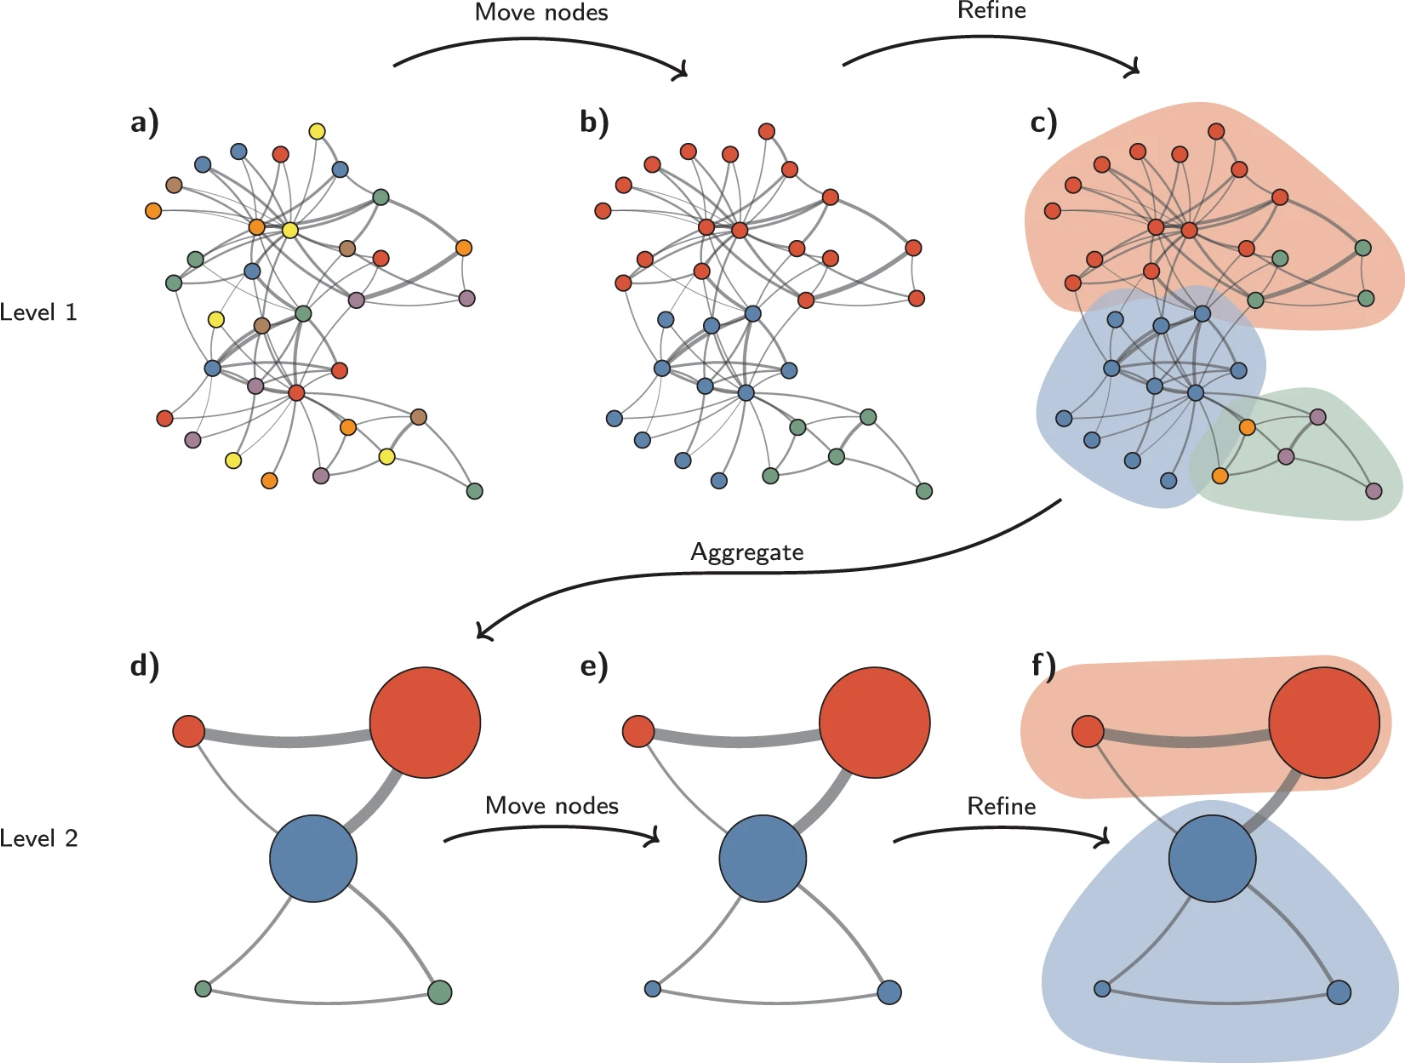 Move nodes
Refine
a)
b)
c)
Level 1
Aggregate
d)
e)
f)
Move nodes
Refine
Level 2